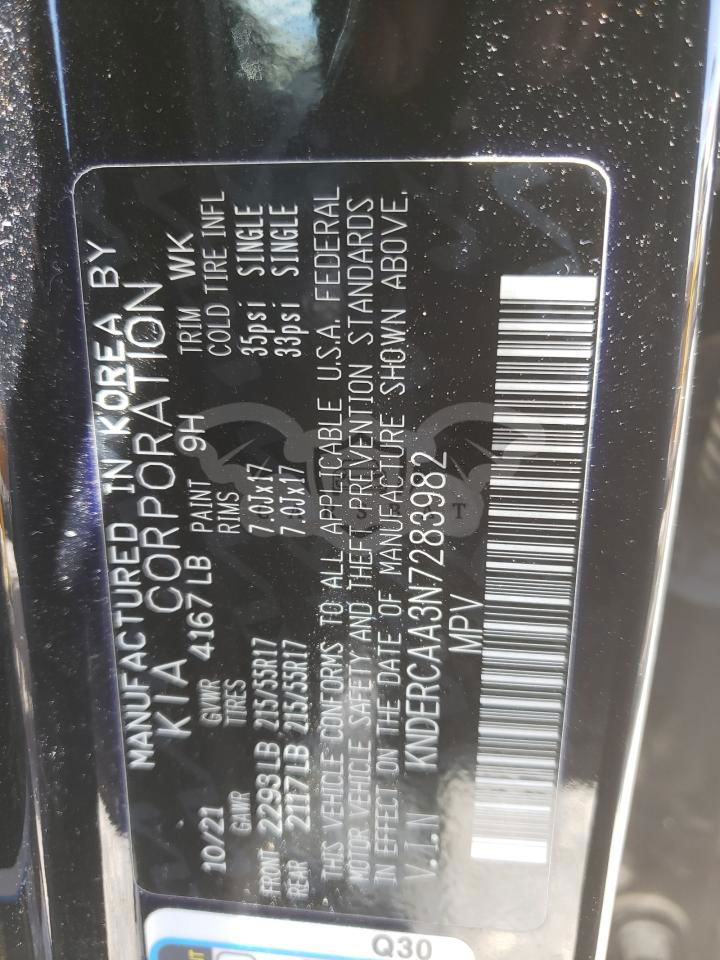 MANUFACTURED IN KOREA BY
KIA CORPORATION
10/21 GVWR 4167 LB PAINT 9H TRIM WK
GAWR TIRES RIMS COLD TIRE INFL
FRONT 2293 LB 215/55R17 7.0Jx17 35psi SINGLE
REAR 2117 LB 215/55R17 7.0Jx17 33psi SINGLE
THIS VEHICLE CONFORMS TO ALL APPLICABLE U.S.A. FEDERAL
MOTOR VEHICLE SAFETY AND THEFT PREVENTION STANDARDS
IN EFFECT ON THE DATE OF MANUFACTURE SHOWN ABOVE.
V.I.N KNDERCAA3N7283982
MPV
Q30